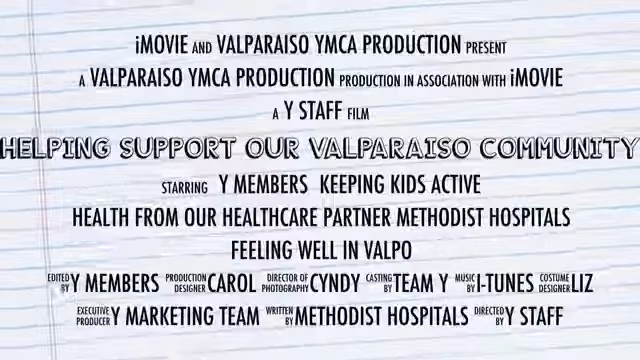 iMOVIE AND VALPARAISO YMCA PRODUCTION PRESENT
A VALPARAISO YMCA PRODUCTION PRODUCTION IN ASSOCIATION WITH iMOVIE
A Y STAFF FILM
HELPING SUPPORT OUR VALPARAISO COMMUNITY
STARRING Y MEMBERS KEEPING KIDS ACTIVE
HEALTH FROM OUR HEALTHCARE PARTNER METHODIST HOSPITALS
FEELING WELL IN VALPO
EDITED BY Y MEMBERS PRODUCTION DESIGNER CAROL DIRECTOR OF PHOTOGRAPHY CYNDY CASTING BY TEAM Y MUSIC BY I-TUNES COSTUME DESIGNER LIZ
EXECUTIVE PRODUCER Y MARKETING TEAM WRITTEN BY METHODIST HOSPITALS DIRECTED BY Y STAFF